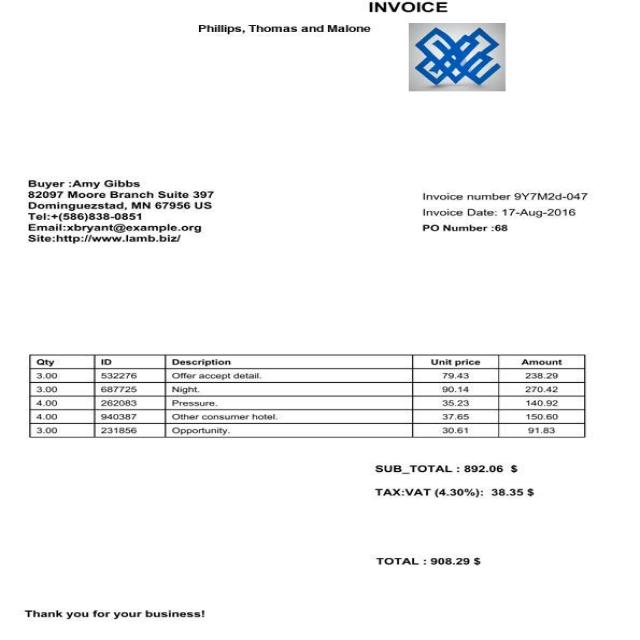 INVOICE
Phillips, Thomas and Malone
Buyer :Amy Gibbs
82097 Moore Branch Suite 397
Dominguezstad, MN 67956 US
Tel:+(586)838-0851
Email:xbryant@example.org
Site:http://www.lamb.biz/
Invoice number 9Y7M2d-047
Invoice Date: 17-Aug-2016
PO Number :68
Qty ID Description Unit price Amount
3.00 532276 Offer accept detail. 79.43 238.29
3.00 687725 Night. 90.14 270.42
4.00 262083 Pressure. 35.23 140.92
4.00 940387 Other consumer hotel. 37.65 150.60
3.00 231856 Opportunity. 30.61 91.83
SUB_TOTAL : 892.06 $
TAX:VAT (4.30%): 38.35 $
TOTAL : 908.29 $
Thank you for your business!